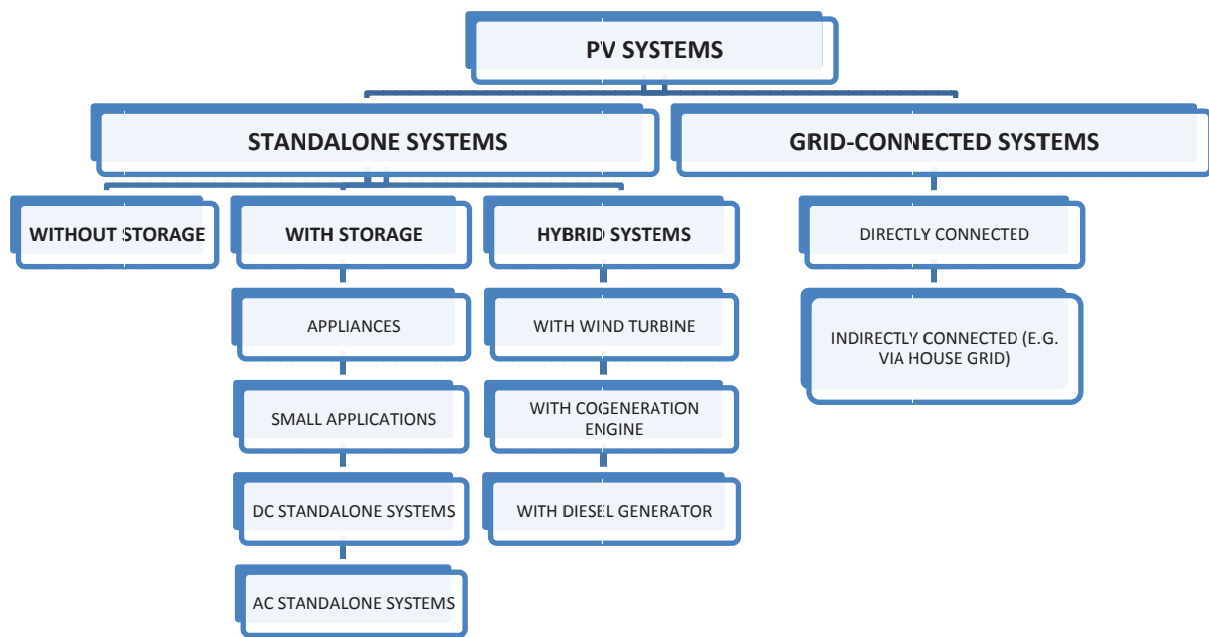 PV SYSTEMS
STANDALONE SYSTEMS
GRID-CONNECTED SYSTEMS
WITHOUT STORAGE
WITH STORAGE
HYBRID SYSTEMS
DIRECTLY CONNECTED
APPLIANCES
WITH WIND TURBINE
INDIRECTLY CONNECTED (E.G.
VIA HOUSE GRID)
SMALL APPLICATIONS
WITH COGENERATION
ENGINE
DC STANDALONE SYSTEMS
WITH DIESEL GENERATOR
AC STANDALONE SYSTEMS